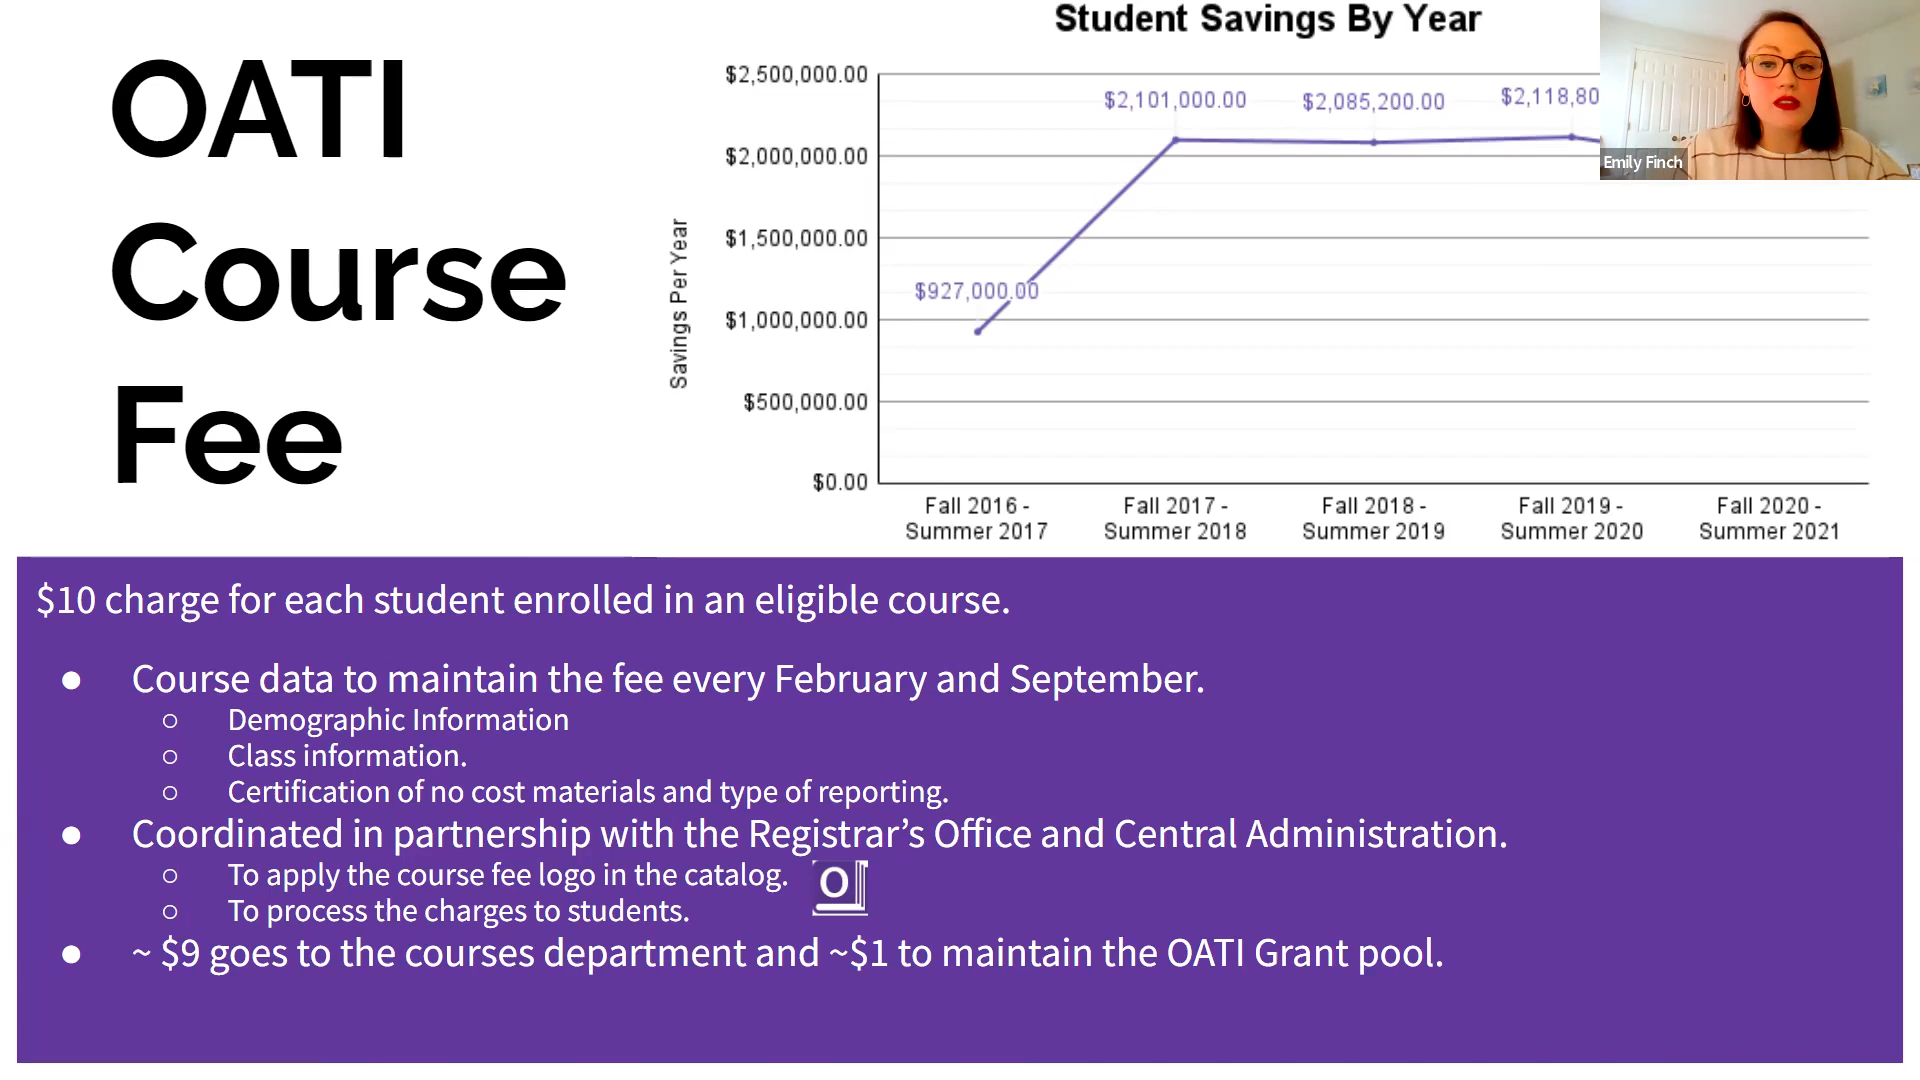 OATI
Course
Fee
Student Savings By Year
Savings Per Year
$2,500,000.00
$2,000,000.00
$1,500,000.00
$1,000,000.00
$500,000.00
$0.00
$927,000.00
$2,101,000.00
$2,085,200.00
$2,118,80
Fall 2016 -
Summer 2017
Fall 2017 -
Summer 2018
Fall 2018 -
Summer 2019
Fall 2019 -
Summer 2020
Fall 2020 -
Summer 2021
Emily Finch
$10 charge for each student enrolled in an eligible course.
● Course data to maintain the fee every February and September.
○ Demographic Information
○ Class information.
○ Certification of no cost materials and type of reporting.
● Coordinated in partnership with the Registrar’s Office and Central Administration.
○ To apply the course fee logo in the catalog.
O
○ To process the charges to students.
● ~ $9 goes to the courses department and ~$1 to maintain the OATI Grant pool.